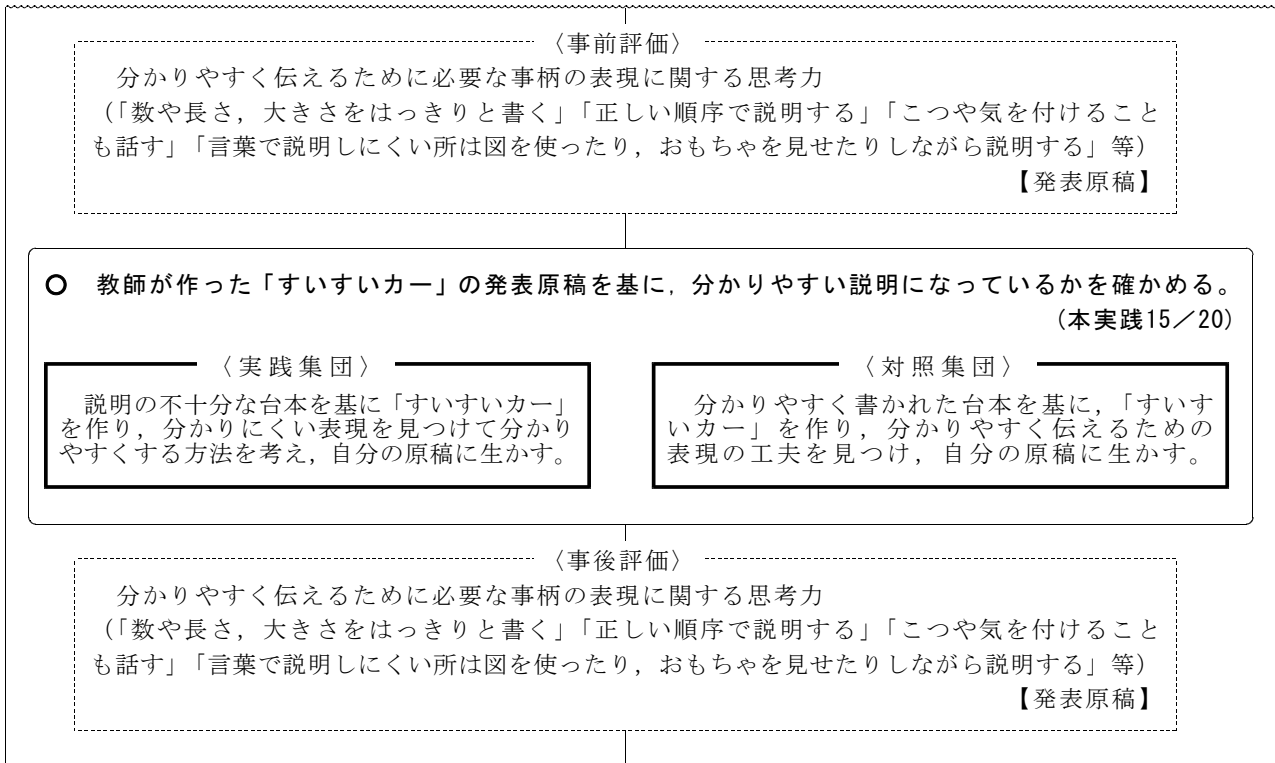 〈事前評価〉
分かりやすく伝えるために必要な事柄の表現に関する思考力
(「数や長さ,大きさをはっきりと書く」「正しい順序で説明する」「こつや気を付けること
も話す」「言葉で説明しにくい所は図を使ったり,おもちゃを見せたりしながら説明する」等)
【発表原稿】
○ 教師が作った「すいすいカー」の発表原稿を基に,分かりやすい説明になっているかを確かめる。
(本実践15/20)
〈実践集団〉
説明の不十分な台本を基に「すいすいカー」
を作り,分かりにくい表現を見つけて分かり
やすくする方法を考え,自分の原稿に生かす。
〈対照集団〉
分かりやすく書かれた台本を基に,「すいす
いカー」を作り,分かりやすく伝えるための
表現の工夫を見つけ,自分の原稿に生かす。
〈事後評価〉
分かりやすく伝えるために必要な事柄の表現に関する思考力
(「数や長さ,大きさをはっきりと書く」「正しい順序で説明する」「こつや気を付けること
も話す」「言葉で説明しにくい所は図を使ったり,おもちゃを見せたりしながら説明する」等)
【発表原稿】